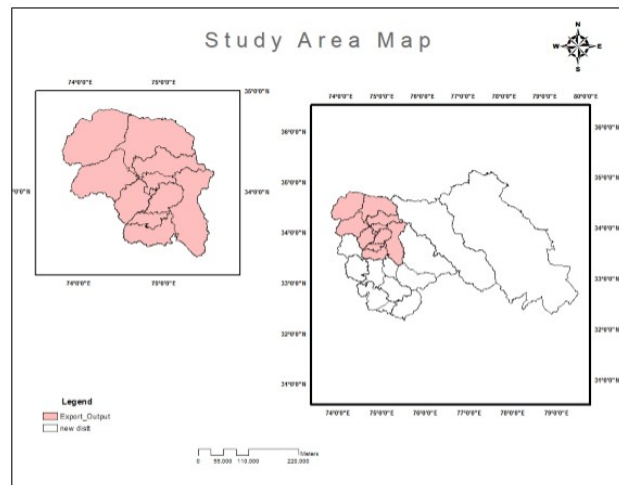 Study Area Map
N
W E
S
74°0'0"E 75°0'0"E
35°0'0"N
0'0"N 34°0'0"N
74°0'0"E 75°0'0"E
74°0'0"E 75°0'0"E 76°0'0"E 77°0'0"E 78°0'0"E 79°0'0"E 80°0'0"E
36°0'0"N 36°0'0"N
35°0'0"N 35°0'0"N
34°0'0"N 34°0'0"N
33°0'0"N 33°0'0"N
32°0'0"N 32°0'0"N
31°0'0"N 31°0'0"N
74°0'0"E 75°0'0"E 76°0'0"E 77°0'0"E 78°0'0"E 79°0'0"E
Legend
Export_Output
new distt
Meters
0 55,000 110,000 220,000